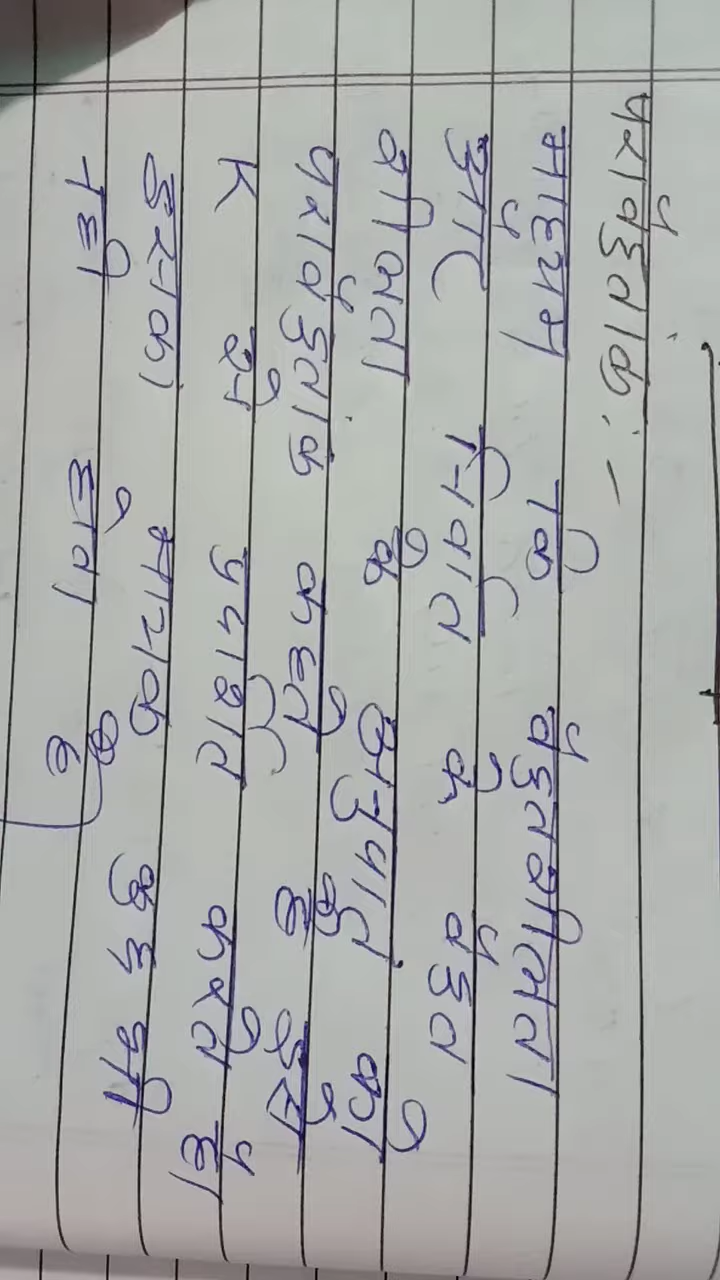 परावैद्युतांक :-
माध्यम कि वैद्युतशीलता
और निर्वात के वैद्युत
शीलता के अनुपात को
परावैद्युतांक कहते है इसे
K से प्रदर्शित करते है।
इसका मात्रक कुछ भी
नही होता है